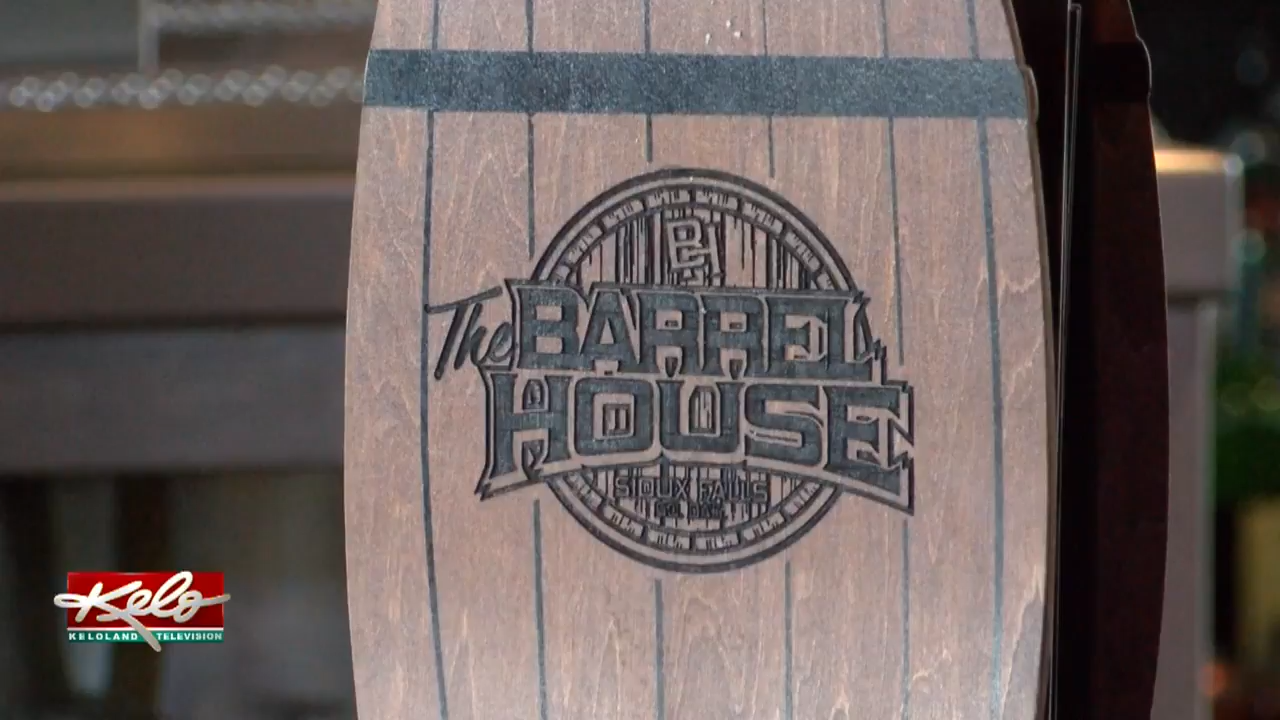 BH
The BARREL
HOUSE
SIOUX FALLS
Kelo
KELOLAND TELEVISION